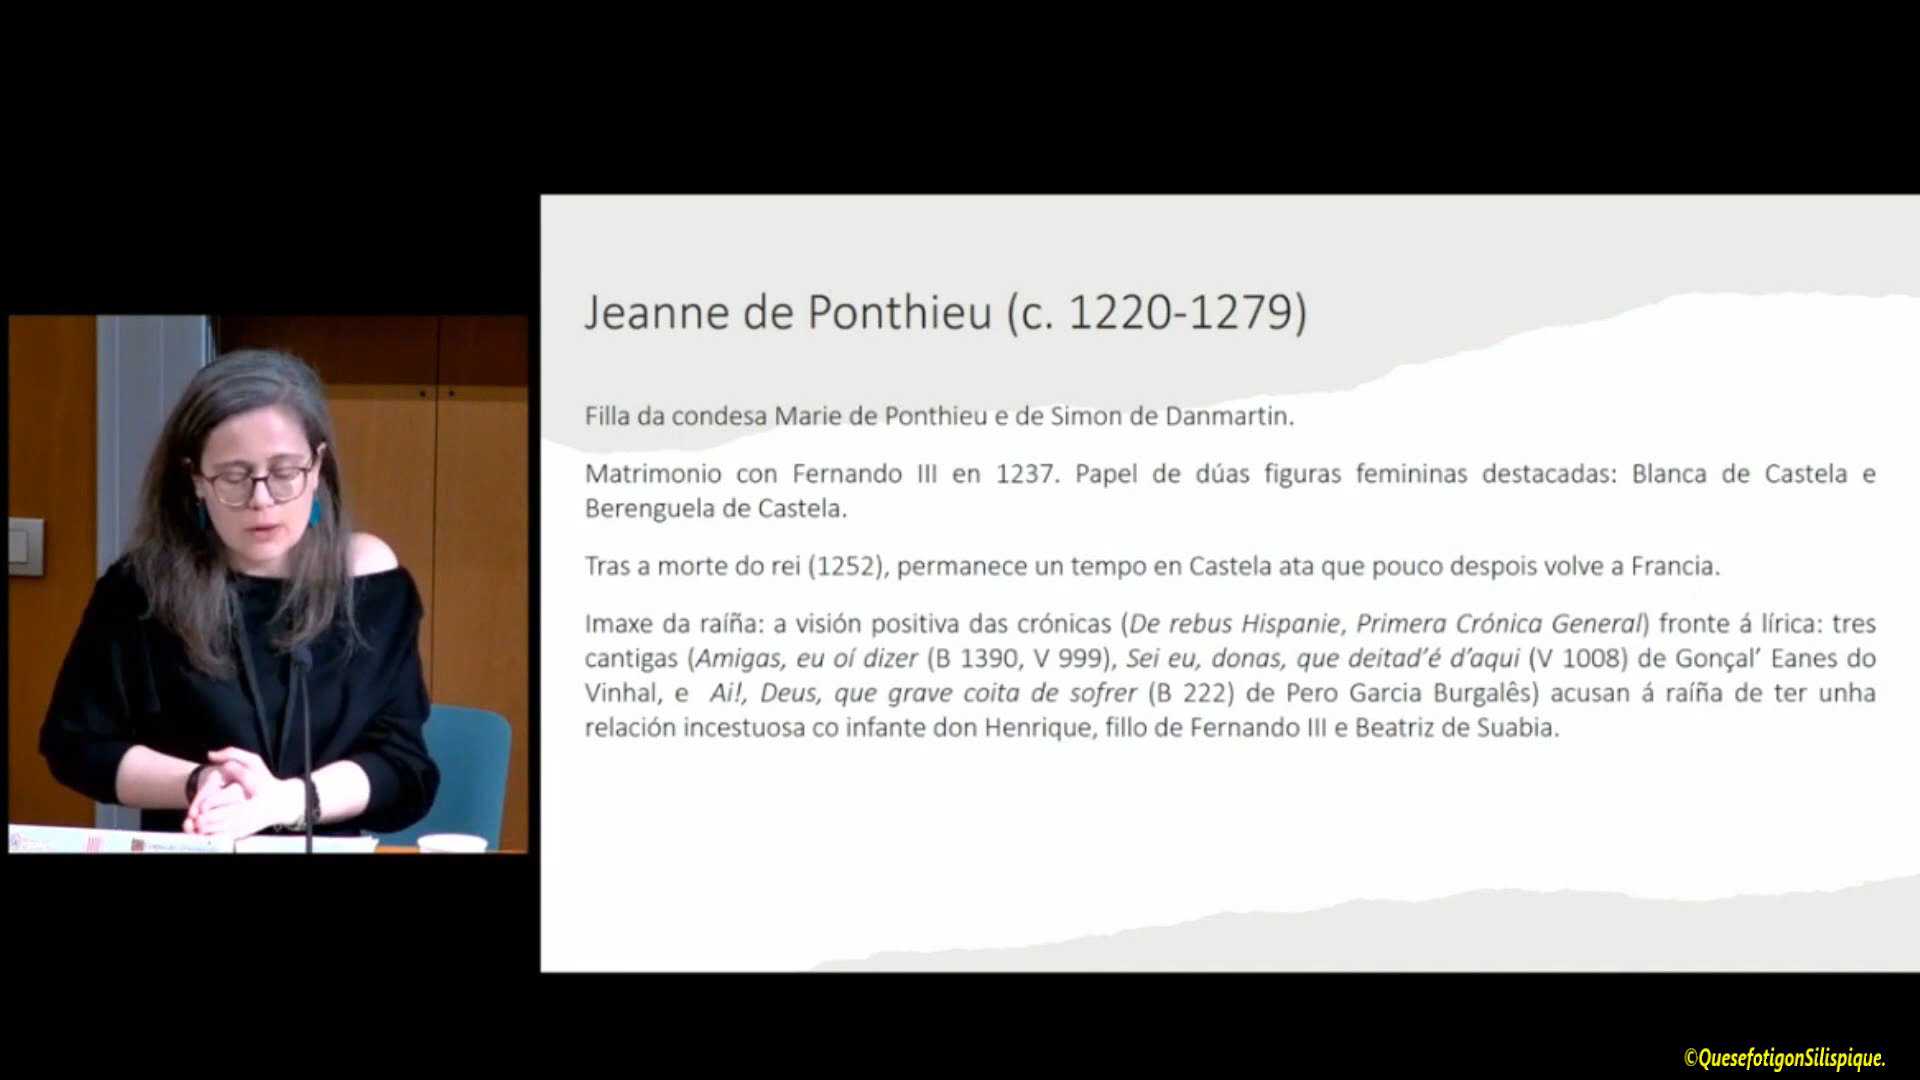 Jeanne de Ponthieu (c. 1220-1279)
Filla da condesa Marie de Ponthieu e de Simon de Danmartin.
Matrimonio con Fernando III en 1237. Papel de dúas figuras femininas destacadas: Blanca de Castela e
Berenguela de Castela.
Tras a morte do rei (1252), permanece un tempo en Castela ata que pouco despois volve a Francia.
Imaxe da raíña: a visión positiva das crónicas (De rebus Hispanie, Primera Crónica General) fronte á lírica: tres
cantigas (Amigas, eu oí dizer (B 1390, V 999), Sei eu, donas, que deitad’é d’aqui (V 1008) de Gonçal’ Eanes do
Vinhal, e Ai!, Deus, que grave coita de sofrer (B 222) de Pero Garcia Burgalês) acusan á raíña de ter unha
relación incestuosa co infante don Henrique, fillo de Fernando III e Beatriz de Suabia.
©QuesefotigonSilispique.